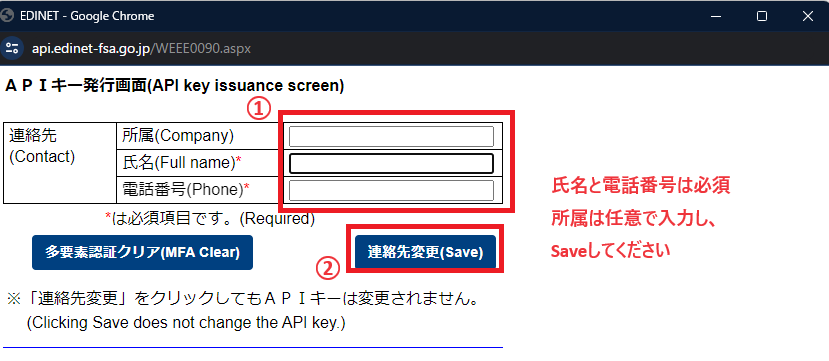 EDINET - Google Chrome
api.edinet-fsa.go.jp/WEEE0090.aspx
ＡＰＩキー発行画面(API key issuance screen)
①
連絡先
(Contact)
所属(Company)
氏名(Full name)*
電話番号(Phone)*
*は必須項目です。(Required)
氏名と電話番号は必須
所属は任意で入力し、
Saveしてください
多要素認証クリア(MFA Clear)
②
連絡先変更(Save)
※「連絡先変更」をクリックしてもＡＰＩキーは変更されません。
(Clicking Save does not change the API key.)